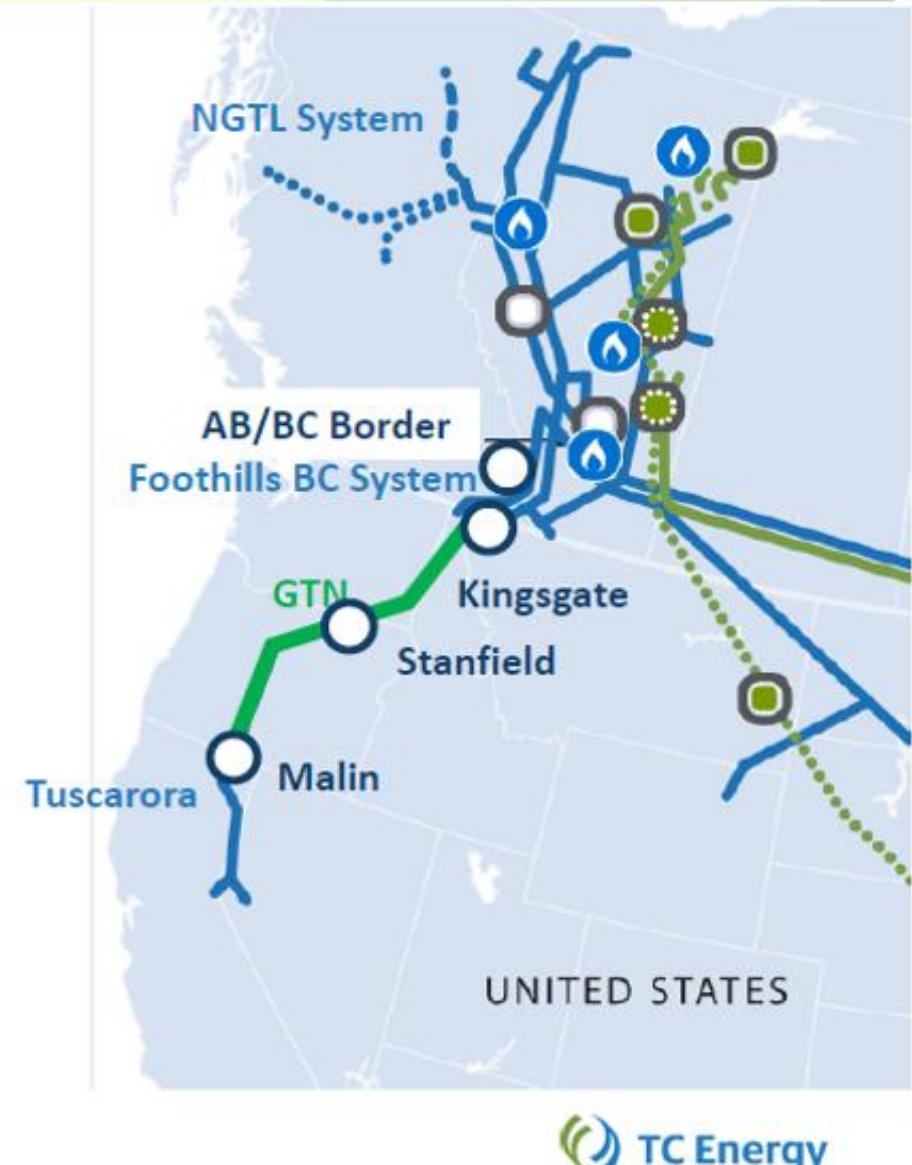 NGTL System
AB/BC Border
Foothills BC System
GTN
Kingsgate
Stanfield
Malin
Tuscarora
UNITED STATES
TC Energy